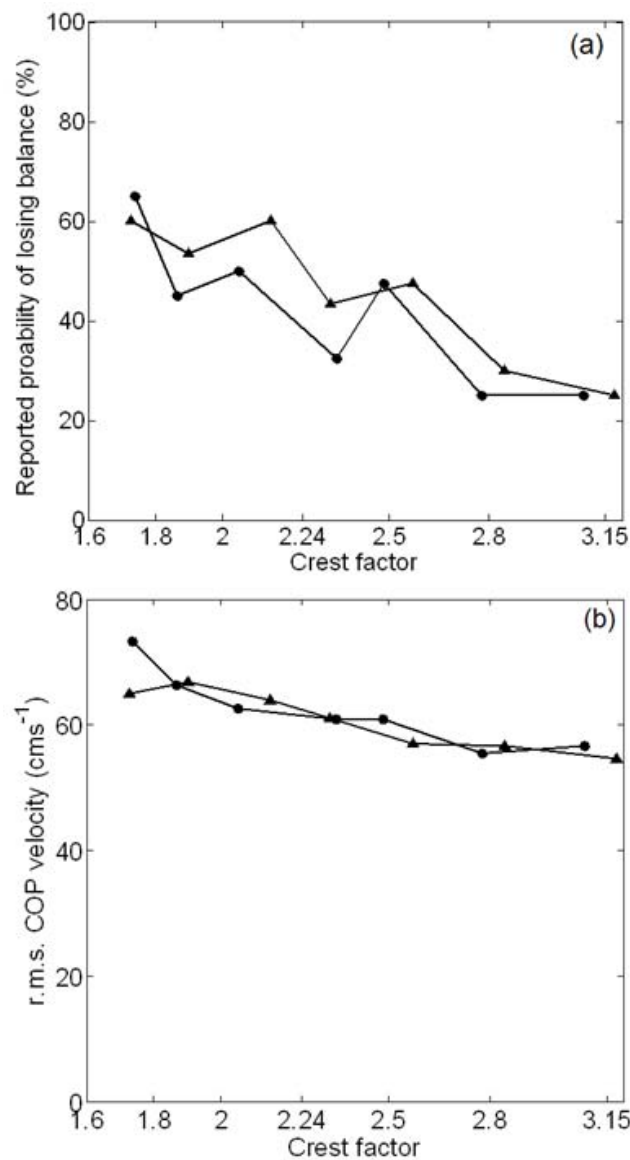 (a)
Reported proability of losing balance (%)
100
80
60
40
20
0
1.6 1.8 2 2.24 2.5 2.8 3.15
Crest factor
(b)
r.m.s. COP velocity (cms-1)
80
60
40
20
0
1.6 1.8 2 2.24 2.5 2.8 3.15
Crest factor